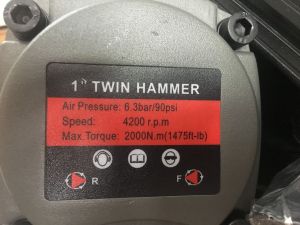 1" TWIN HAMMER
Air Pressure: 6.3bar/90psi
Speed: 4200 r.p.m
Max.Torque: 2000N.m(1475ft-lb)
R F